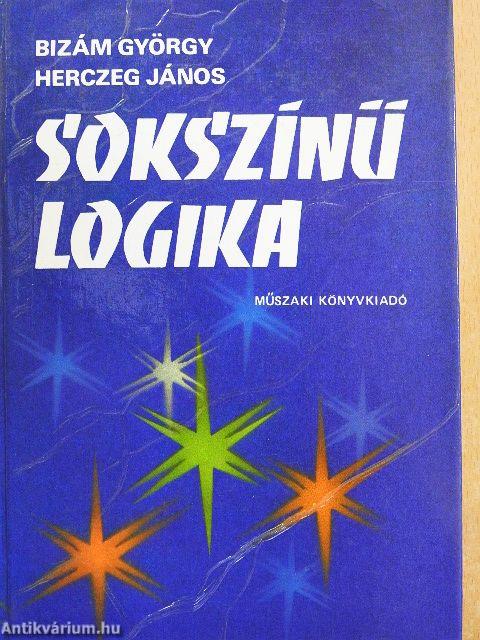 BIZÁM GYÖRGY
HERCZEG JÁNOS
SOKSZÍNŰ
LOGIKA
MŰSZAKI KÖNYVKIADÓ
Antikvárium.hu